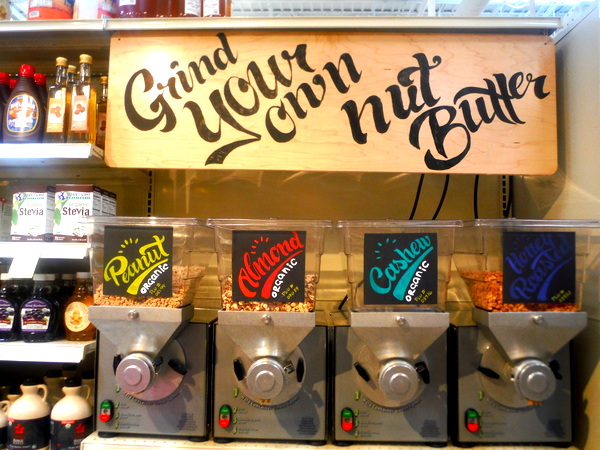 Grind
Your
own
nut
Butter
Stevia
Stevia
Peanut
ORGANIC
Almond
ORGANIC
Cashew
ORGANIC
Honey
Roasted